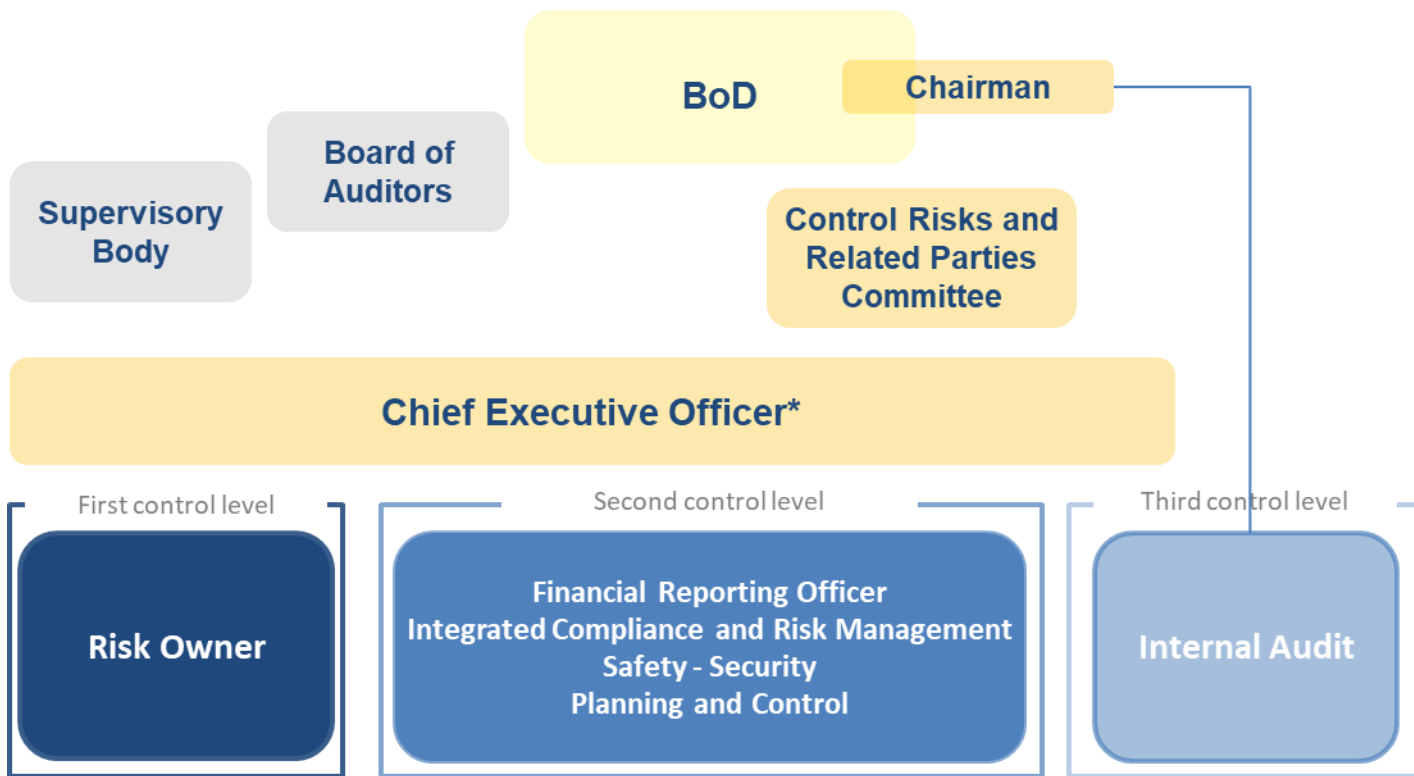 BoD
Chairman
Board of
Auditors
Supervisory
Body
Control Risks and
Related Parties
Committee
Chief Executive Officer*
First control level
Second control level
Third control level
Risk Owner
Financial Reporting Officer
Integrated Compliance and Risk Management
Safety - Security
Planning and Control
Internal Audit